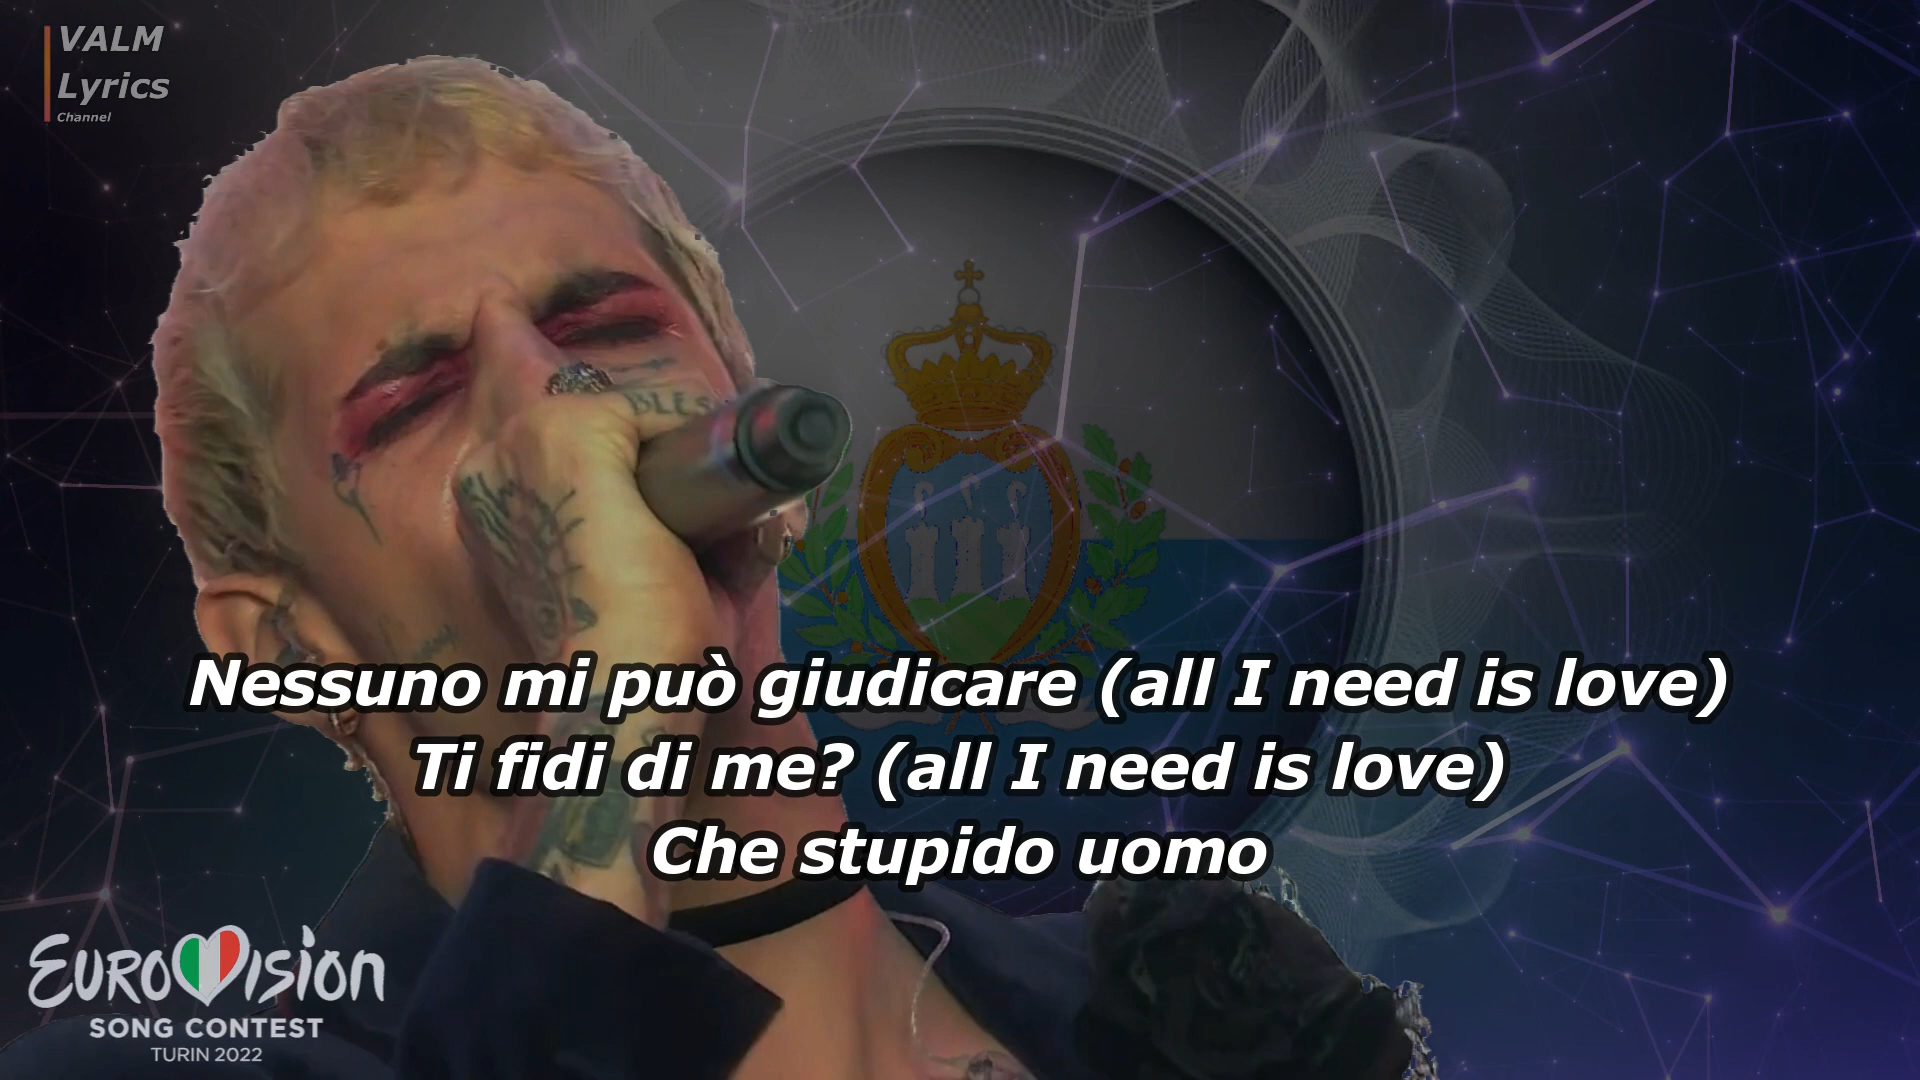 VALM
Lyrics
Channel
BLES
Nessuno mi può giudicare (all I need is love)
Ti fidi di me? (all I need is love)
Che stupido uomo
EUROVISION
SONG CONTEST
TURIN 2022